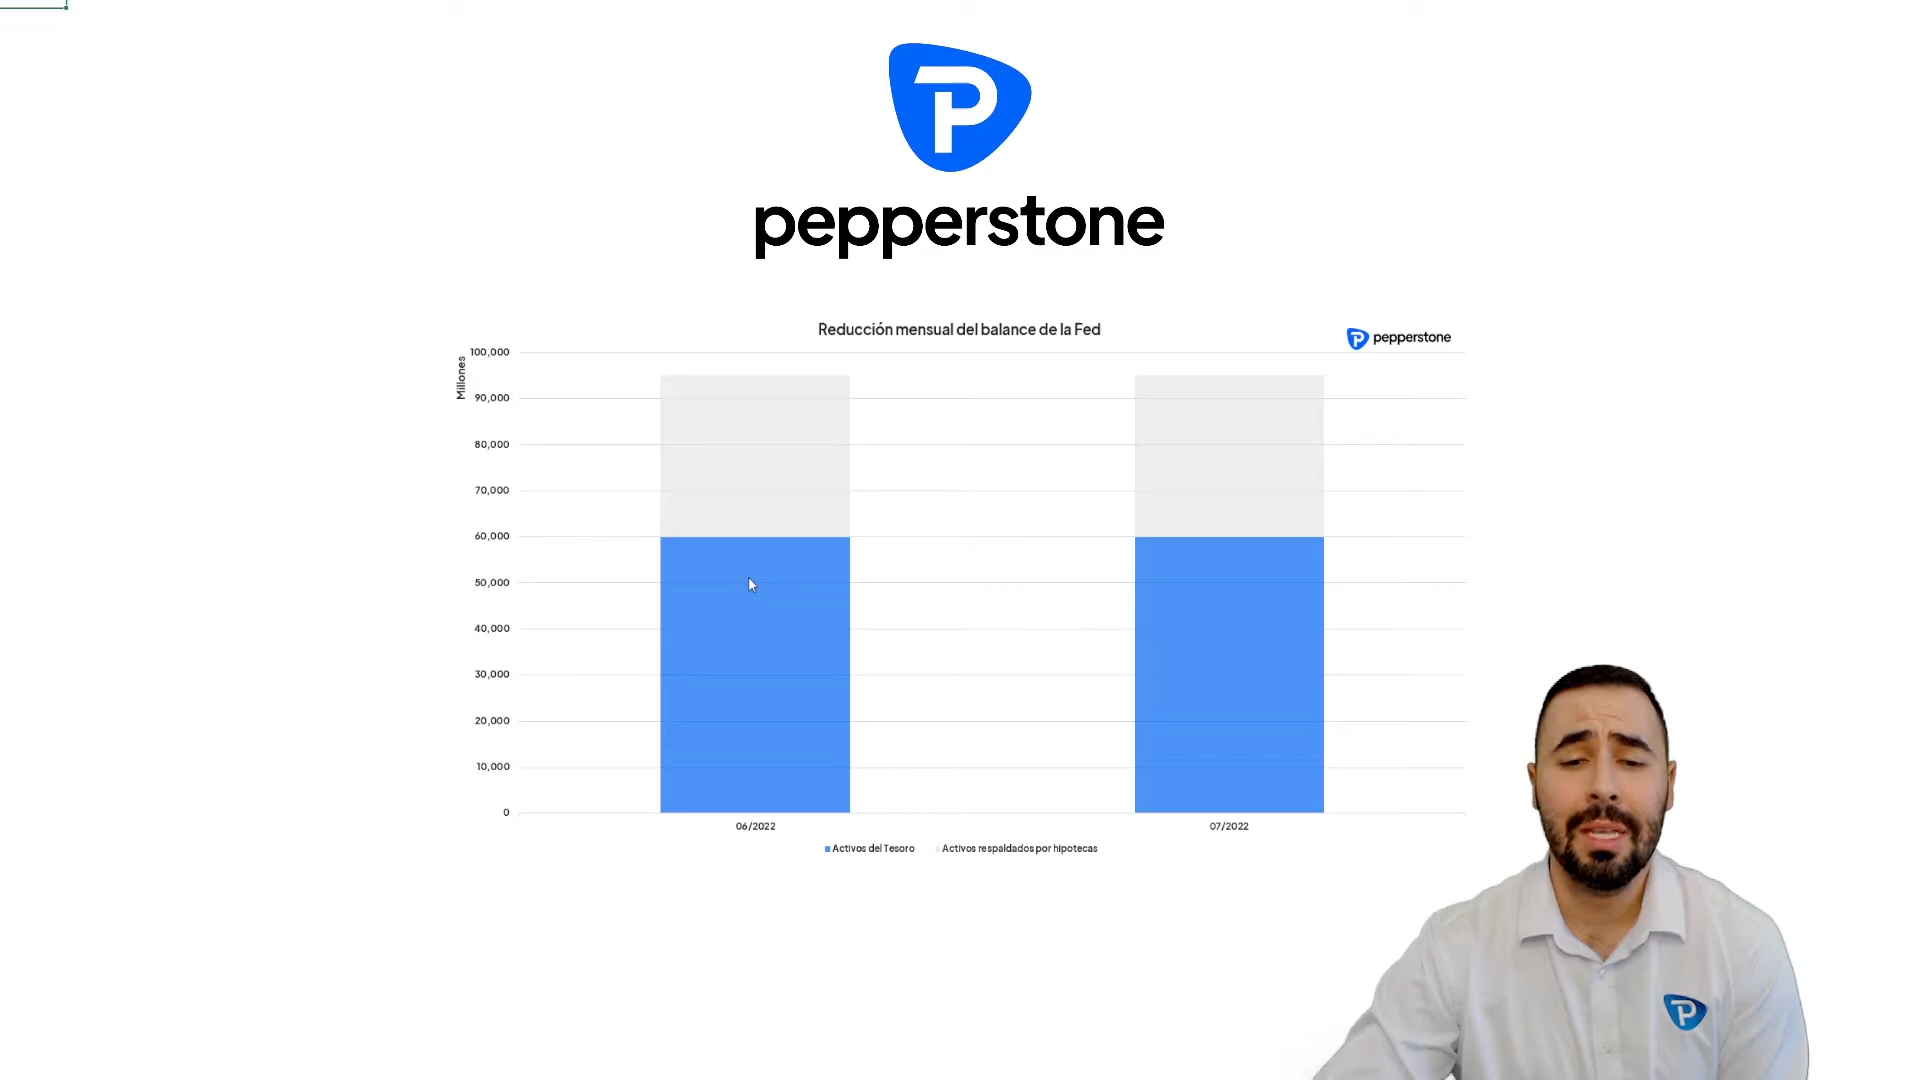 pepperstone
Reducción mensual del balance de la Fed
pepperstone
Millones
100,000
90,000
80,000
70,000
60,000
50,000
40,000
30,000
20,000
10,000
0
06/2022
07/2022
Activos del Tesoro
Activos respaldados por hipotecas